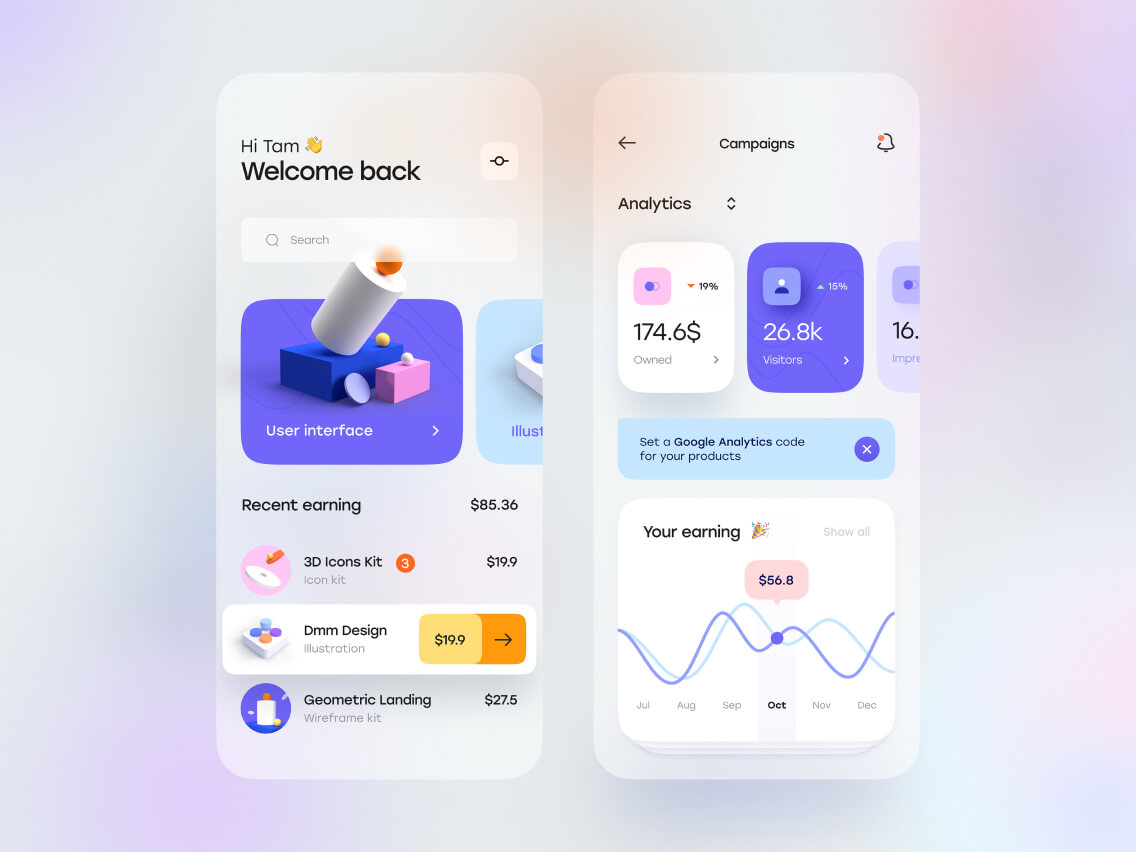 Hi Tam 👋
Welcome back
Search
User interface
Illust
Recent earning $85.36
3D Icons Kit 3 $19.9
Icon kit
Dmm Design
Illustration
$19.9
Geometric Landing $27.5
Wireframe kit
Campaigns
Analytics
19%
174.6$
Owned
15%
26.8k
Visitors
16.
Impre
Set a Google Analytics code
for your products
Your earning 🎉 Show all
$56.8
Jul Aug Sep Oct Nov Dec